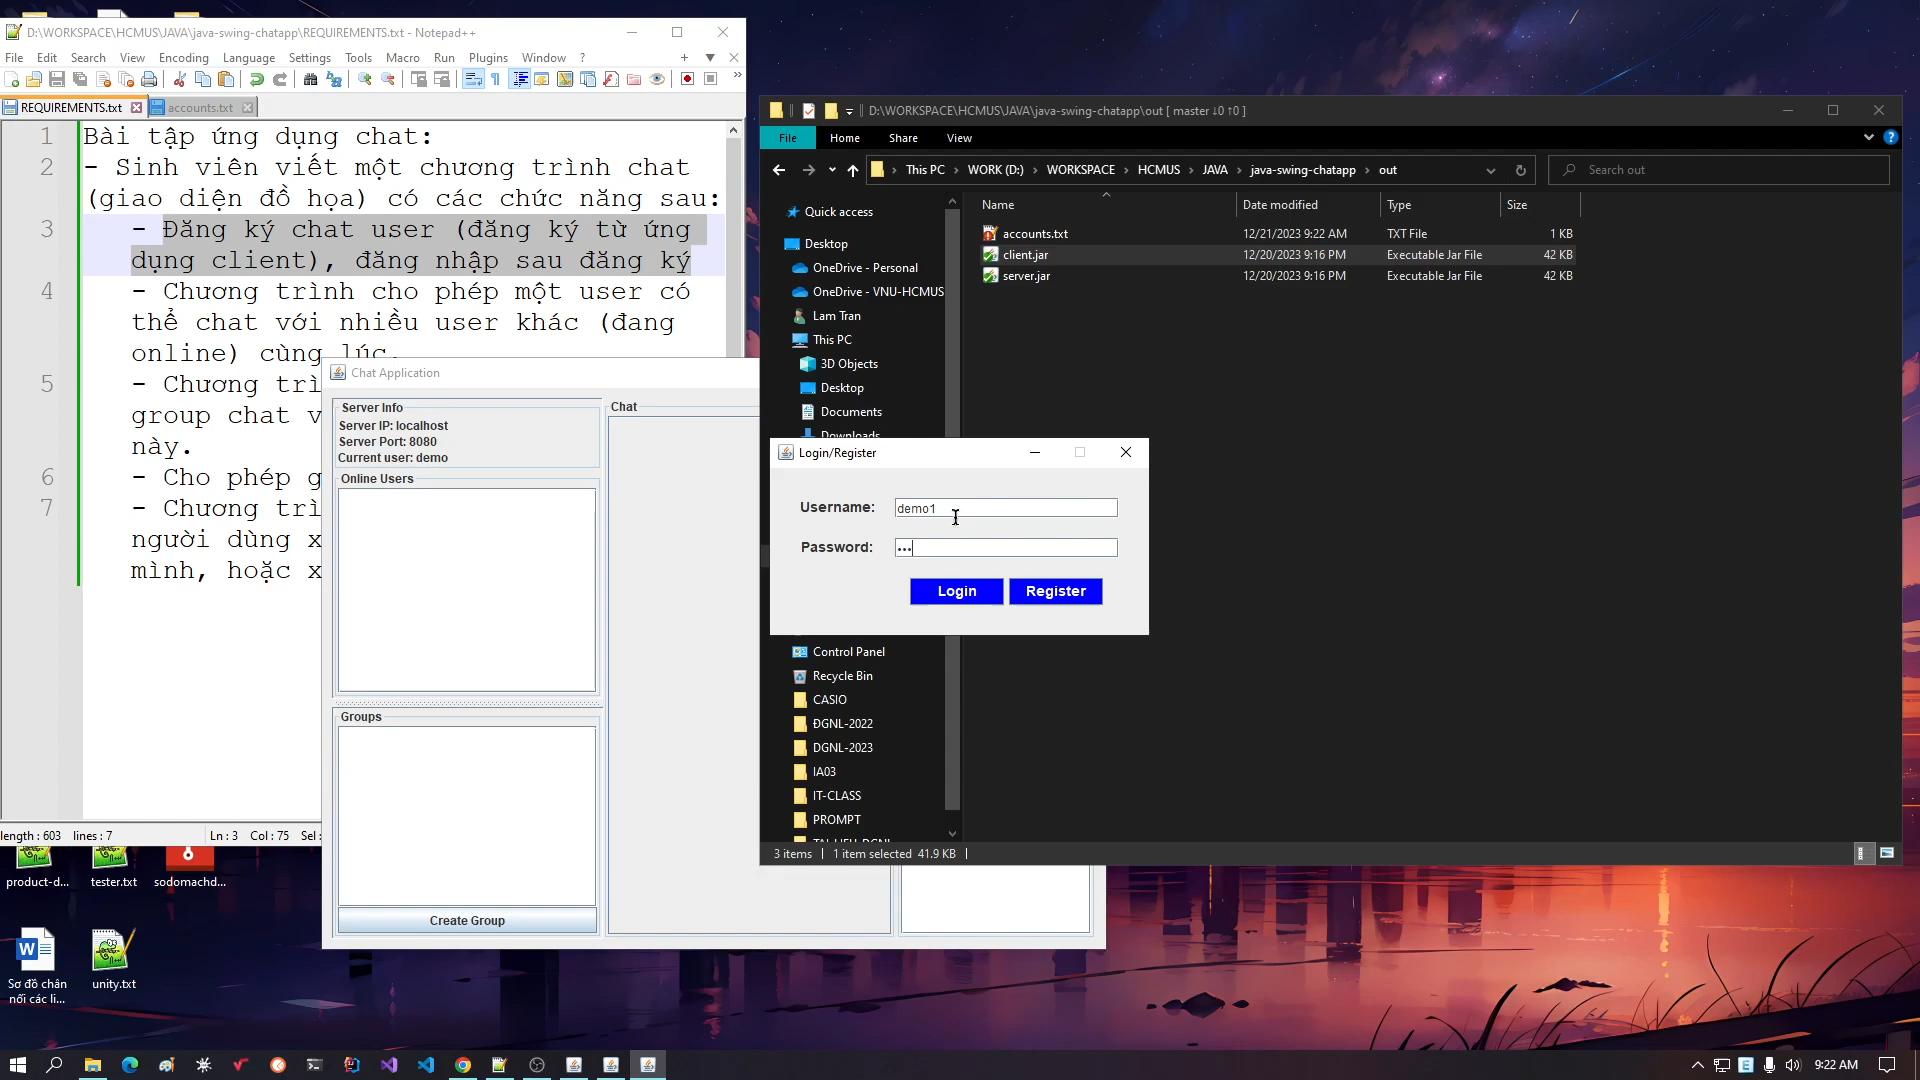 D:\WORKSPACE\HCMUS\JAVA\java-swing-chatapp\REQUIREMENTS.txt - Notepad++
File Edit Search View Encoding Language Settings Tools Macro Run Plugins Window ?
REQUIREMENTS.txt accounts.txt
1 Bài tập ứng dụng chat:
2 - Sinh viên viết một chương trình chat
(giao diện đồ họa) có các chức năng sau:
3 - Đăng ký chat user (đăng ký từ ứng
dụng client), đăng nhập sau đăng ký
4 - Chương trình cho phép một user có
thể chat với nhiều user khác (đang
online) cùng lúc.
5 - Chương trì
group chat v
này.
6 - Cho phép g
7 - Chương trì
người dùng x
mình, hoặc x
length : 603 lines : 7 Ln : 3 Col : 75 Sel :
Chat Application
Server Info
Server IP: localhost
Server Port: 8080
Current user: demo
Online Users
Groups
Create Group
Chat
D:\WORKSPACE\HCMUS\JAVA\java-swing-chatapp\out [ master ↓0 ↑0 ]
File Home Share View
This PC › WORK (D:) › WORKSPACE › HCMUS › JAVA › java-swing-chatapp › out
Search out
Name Date modified Type Size
accounts.txt 12/21/2023 9:22 AM TXT File 1 KB
client.jar 12/20/2023 9:16 PM Executable Jar File 42 KB
server.jar 12/20/2023 9:16 PM Executable Jar File 42 KB
Quick access
Desktop
OneDrive - Personal
OneDrive - VNU-HCMUS
Lam Tran
This PC
3D Objects
Desktop
Documents
Downloads
Control Panel
Recycle Bin
CASIO
ĐGNL-2022
DGNL-2023
IA03
IT-CLASS
PROMPT
3 items 1 item selected 41.9 KB
Login/Register
Username: demo1
Password: •••
Login Register
product-d... tester.txt sodomachd...
Sơ đồ chân
nối các li...
unity.txt
9:22 AM